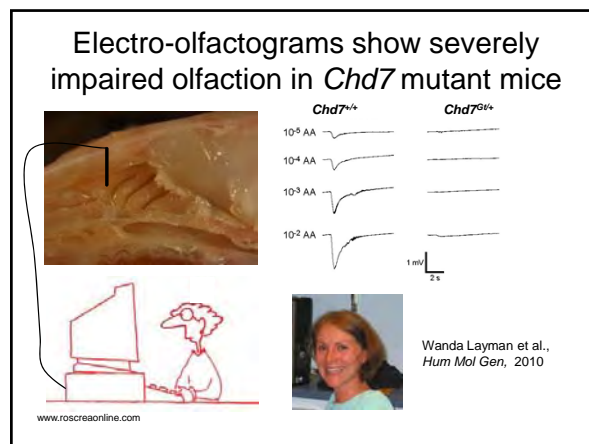 Electro-olfactograms show severely
impaired olfaction in Chd7 mutant mice
Chd7+/+ Chd7Gt/+
10-5 AA
10-4 AA
10-3 AA
10-2 AA
1 mV
2 s
Wanda Layman et al.,
Hum Mol Gen, 2010
www.roscreaonline.com